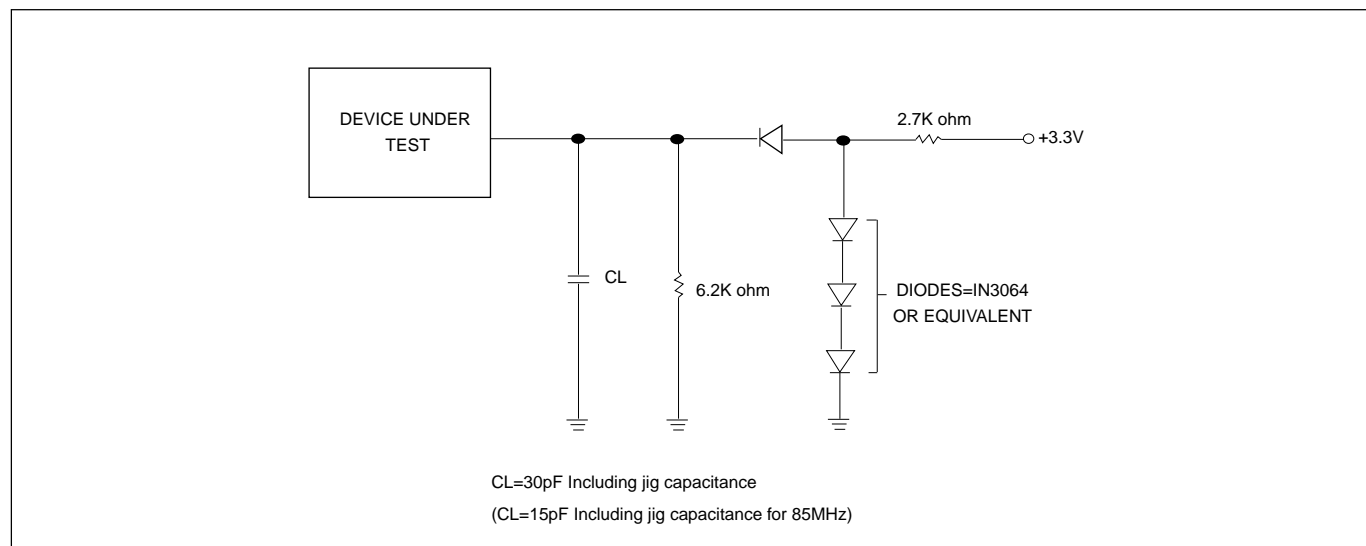 DEVICE UNDER
TEST
2.7K ohm
+3.3V
CL
6.2K ohm
DIODES=IN3064
OR EQUIVALENT
CL=30pF Including jig capacitance
(CL=15pF Including jig capacitance for 85MHz)